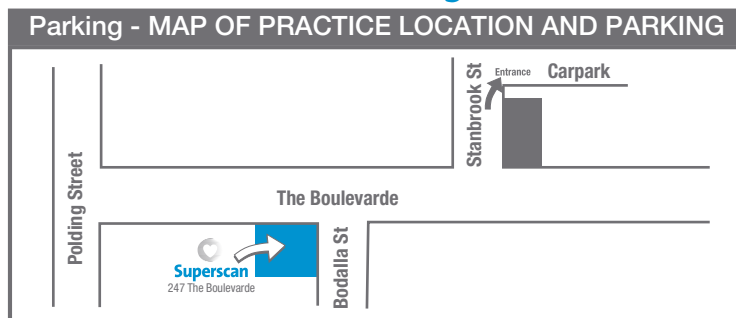 Parking - MAP OF PRACTICE LOCATION AND PARKING
Stanbrook St
Entrance
Carpark
Polding Street
The Boulevarde
Superscan
247 The Boulevarde
Bodalla St